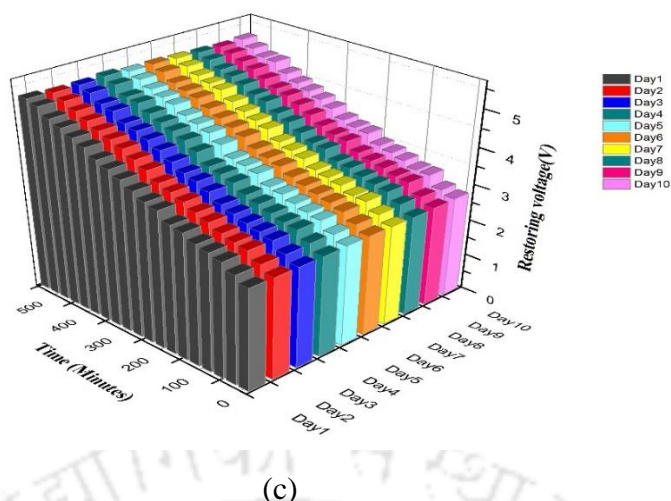 Day1
Day2
Day3
Day4
Day5
Day6
Day7
Day8
Day9
Day10
5
4
3
2
1
0
Restoring voltage(V)
500
400
300
200
100
0
Time (Minutes)
Day1
Day2
Day3
Day4
Day5
Day6
Day7
Day8
Day9
Day10
(c)